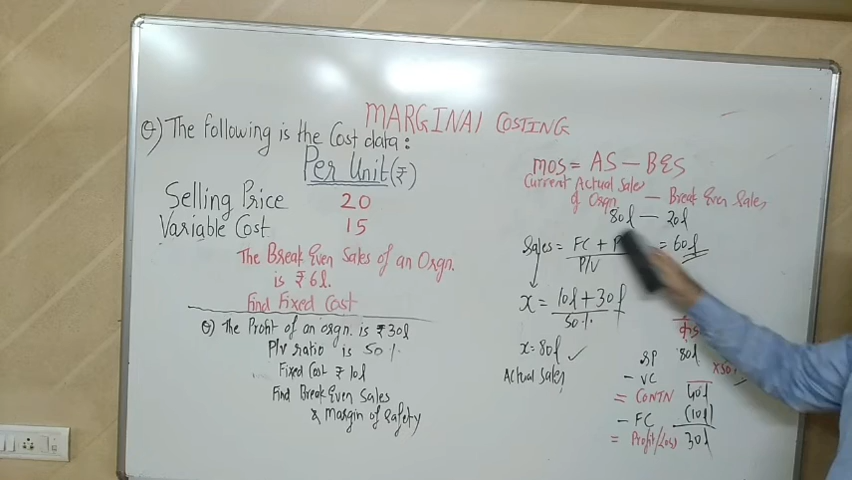 MARGINAL COSTING
Q) The following is the Cost data:
Per Unit (₹)
Selling Price 20
Variable Cost 15
The Break Even Sales of an Orgn.
is ₹ 6l.
Find Fixed Cost
Q) The Profit of an orgn. is ₹30l
P/V ratio is 50%
Fixed Cost ₹ 10l
Find Break Even Sales
& Margin of Safety
MOS = AS — BES
Current Actual Sales
of Orgn — Break Even Sales
80l — 20l
Sales = FC + P = 60l
P/V
x = 10l + 30l
50%
x = 80l ✓
Actual Sales
SP 80l
- VC
= CONTN 40l
- FC (10l)
= Profit/Loss 30l